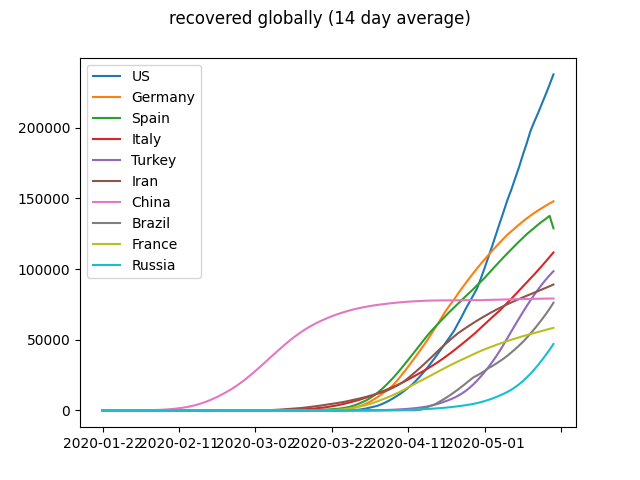 recovered globally (14 day average)
US
Germany
Spain
Italy
Turkey
Iran
China
Brazil
France
Russia
200000
150000
100000
50000
0
2020-01-22 2020-02-11 2020-03-02 2020-03-22 2020-04-11 2020-05-01